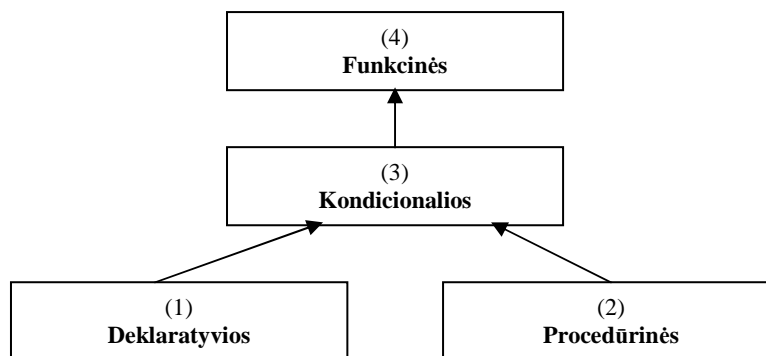 (4)
Funkcinės
(3)
Kondicionalios
(1)
Deklaratyvios
(2)
Procedūrinės